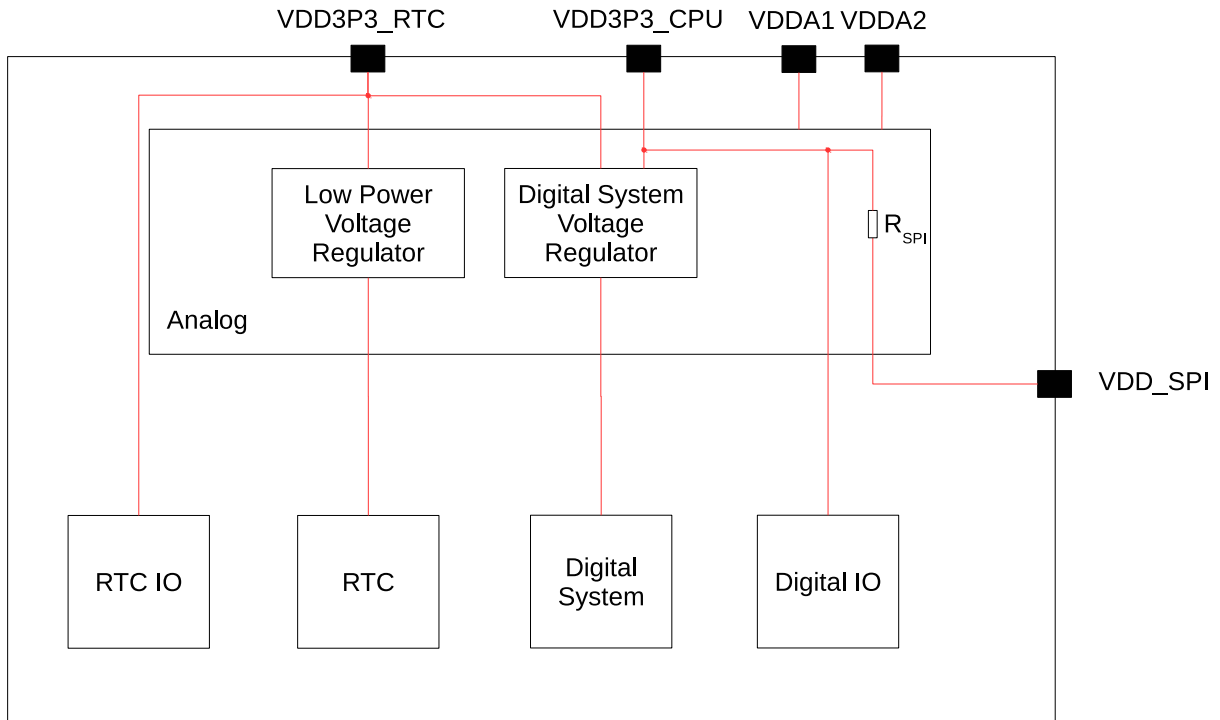 VDD3P3_RTC
VDD3P3_CPU
VDDA1
VDDA2
Low Power
Voltage
Regulator
Digital System
Voltage
Regulator
RSPI
Analog
VDD_SPI
RTC IO
RTC
Digital
System
Digital IO